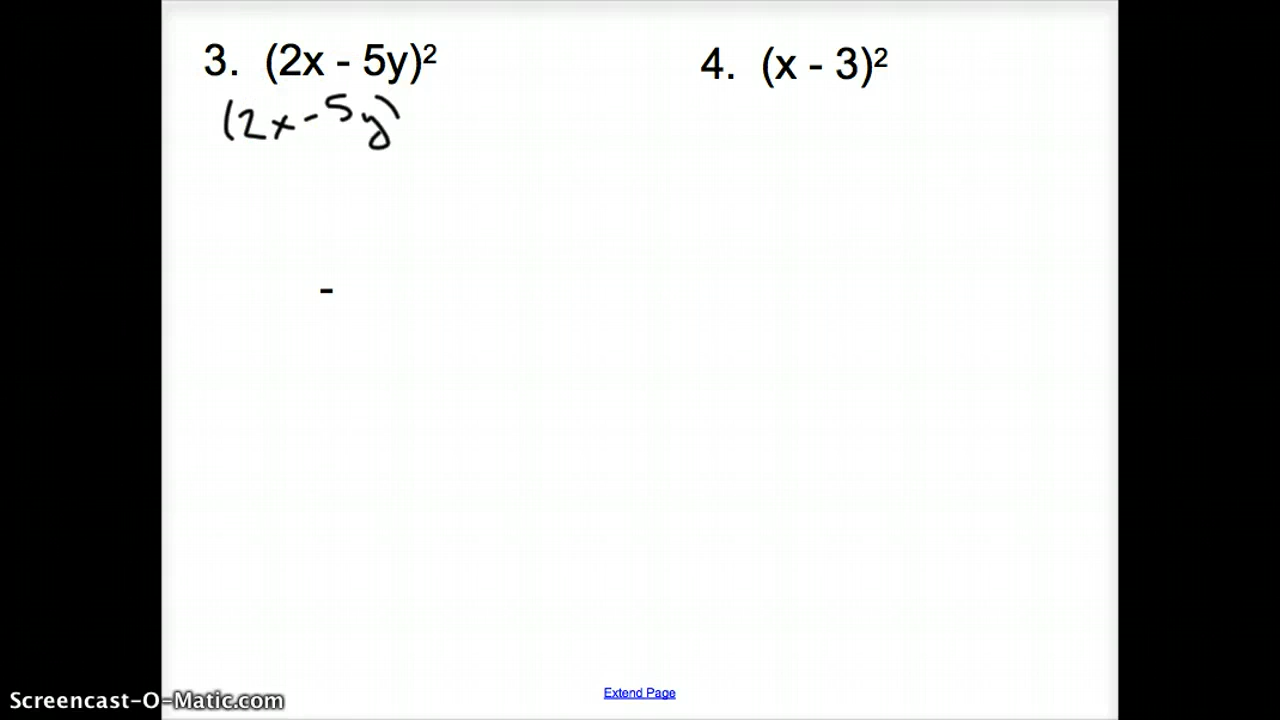 3. (2x - 5y)²
4. (x - 3)²
(2x - 5y)
-
Extend Page
Screencast-O-Matic.com